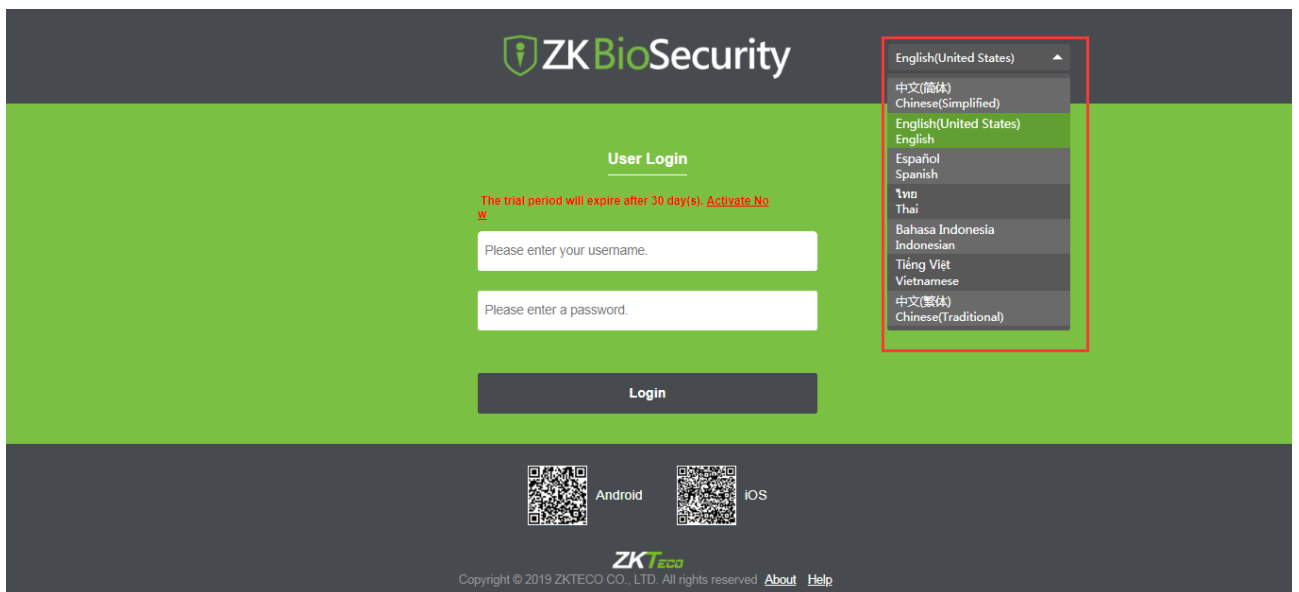 ZKBioSecurity
English(United States)
中文(简体)
Chinese(Simplified)
English(United States)
English
Español
Spanish
ไทย
Thai
Bahasa Indonesia
Indonesian
Tiếng Việt
Vietnamese
中文(繁体)
Chinese(Traditional)
User Login
The trial period will expire after 30 day(s). Activate No
w
Please enter your username.
Please enter a password.
Login
Android
iOS
ZKTeco
Copyright © 2019 ZKTECO CO., LTD. All rights reserved About Help